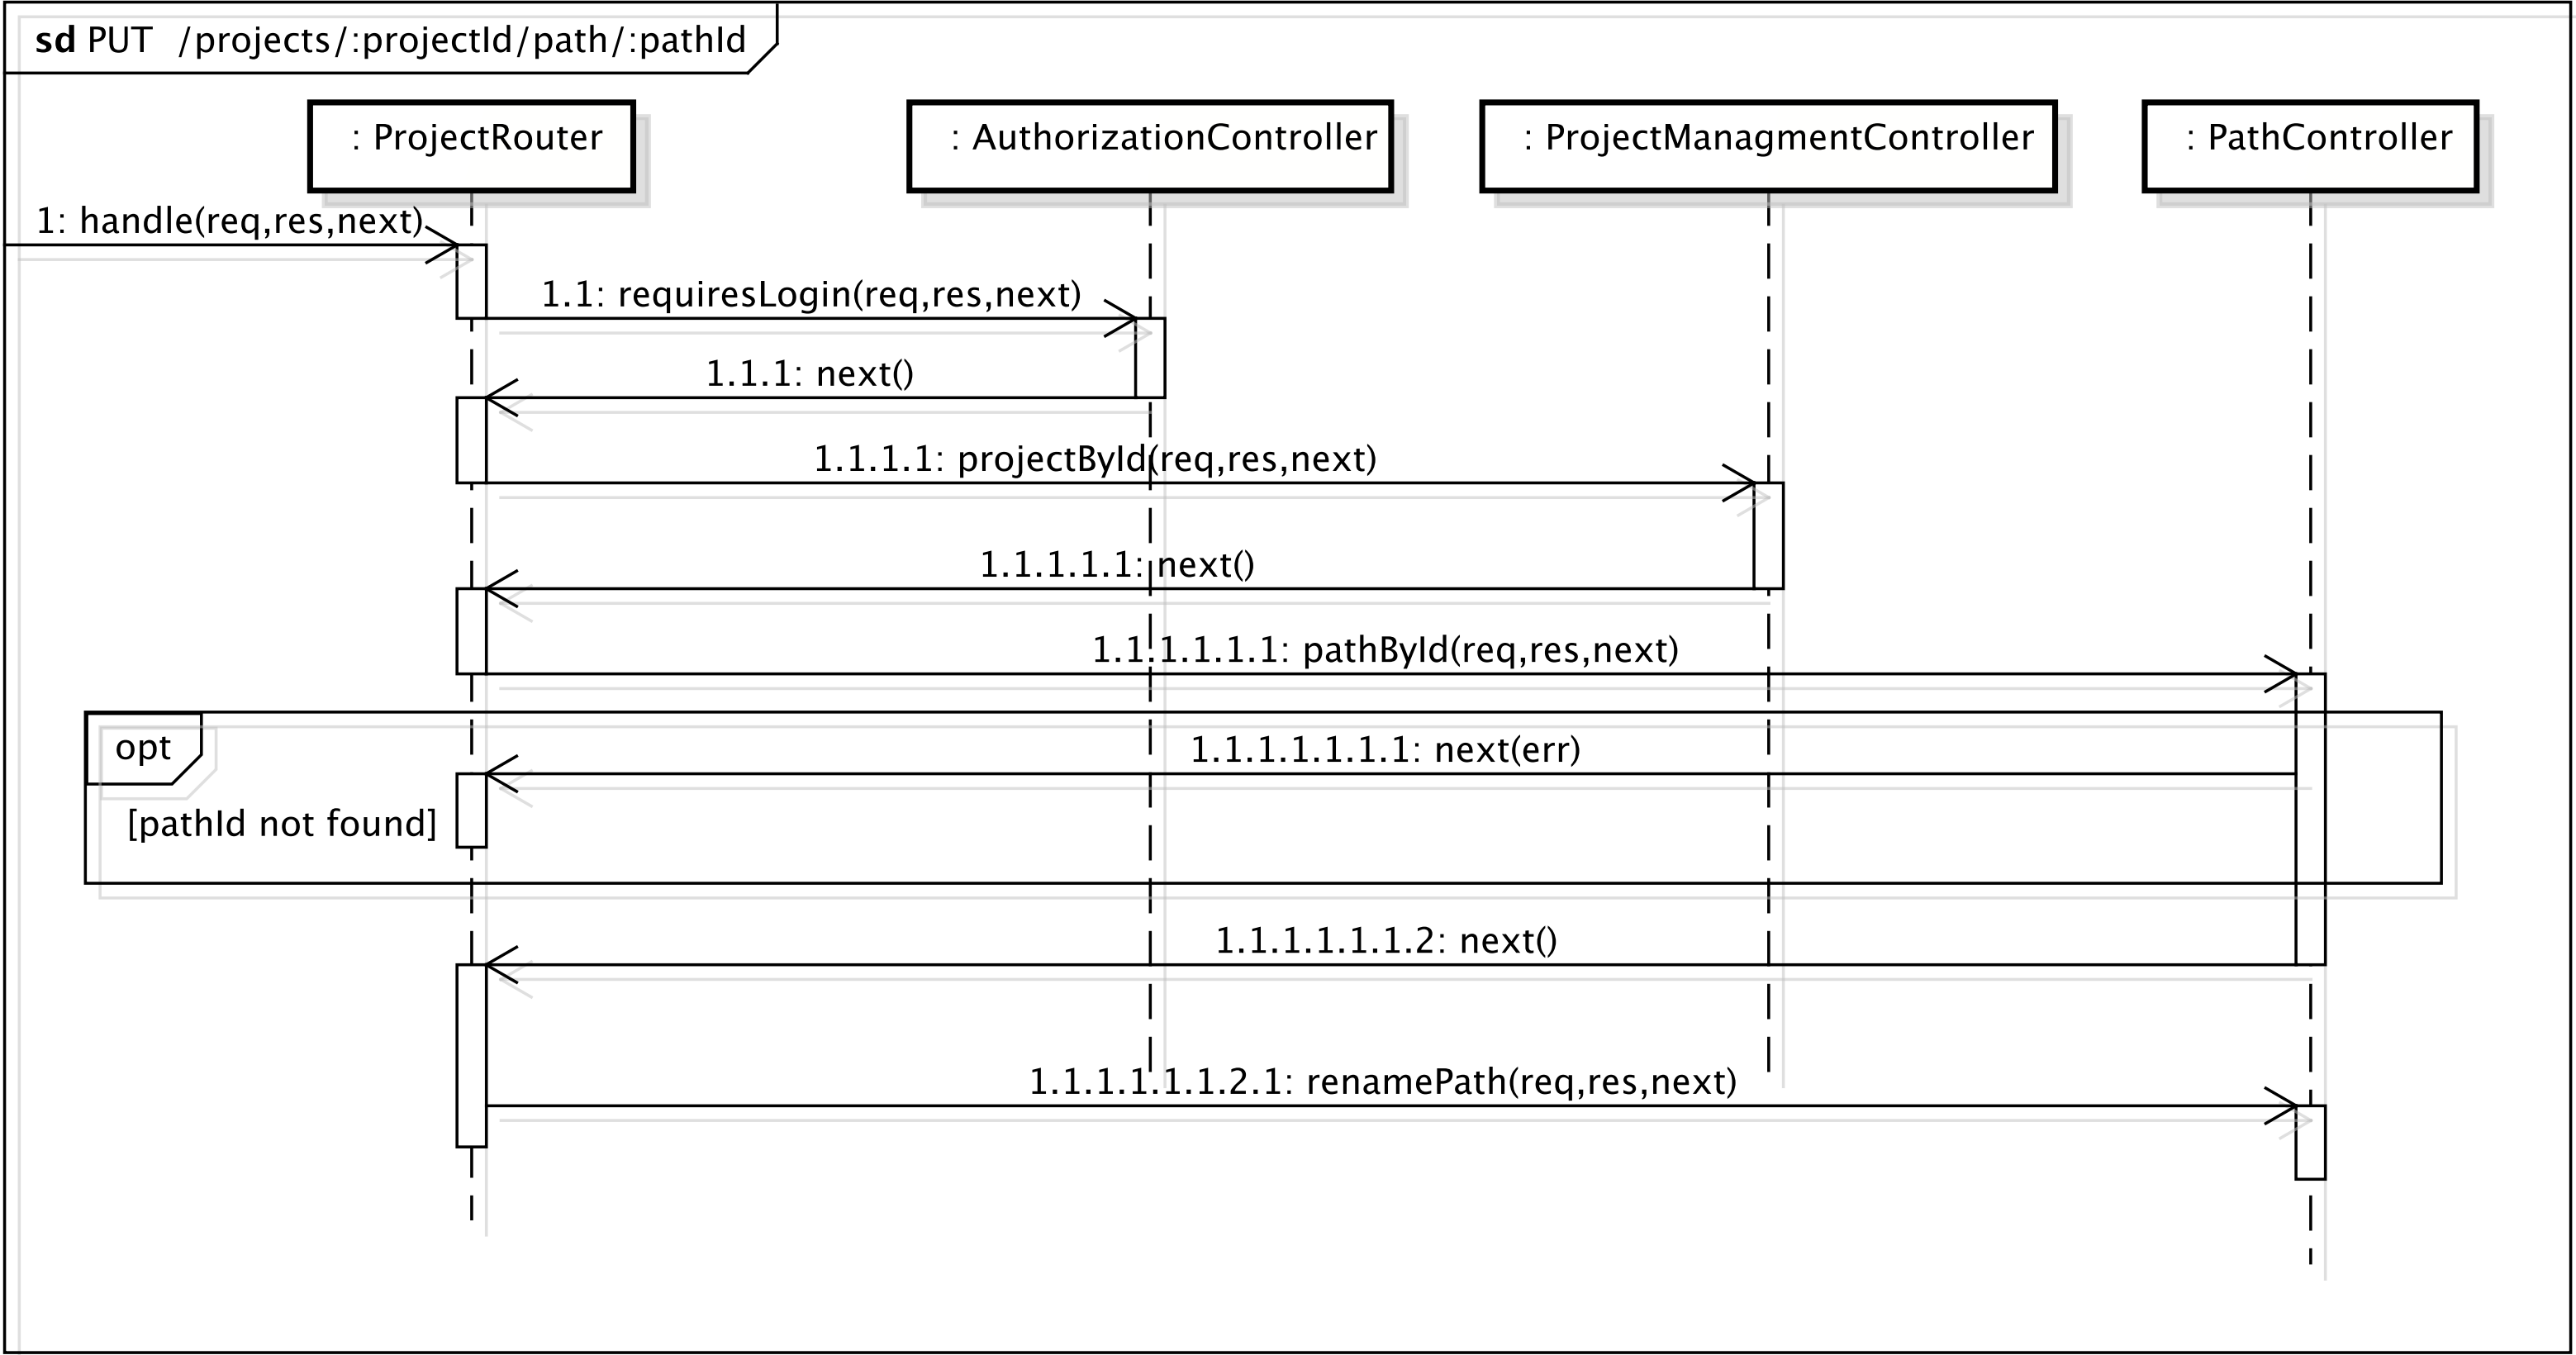 sd PUT /projects/:projectId/path/:pathId
: ProjectRouter
: AuthorizationController
: ProjectManagmentController
: PathController
1: handle(req,res,next)
1.1: requiresLogin(req,res,next)
1.1.1: next()
1.1.1.1: projectById(req,res,next)
1.1.1.1.1: next()
1.1.1.1.1.1: pathById(req,res,next)
opt
1.1.1.1.1.1.1: next(err)
[pathId not found]
1.1.1.1.1.1.2: next()
1.1.1.1.1.1.2.1: renamePath(req,res,next)